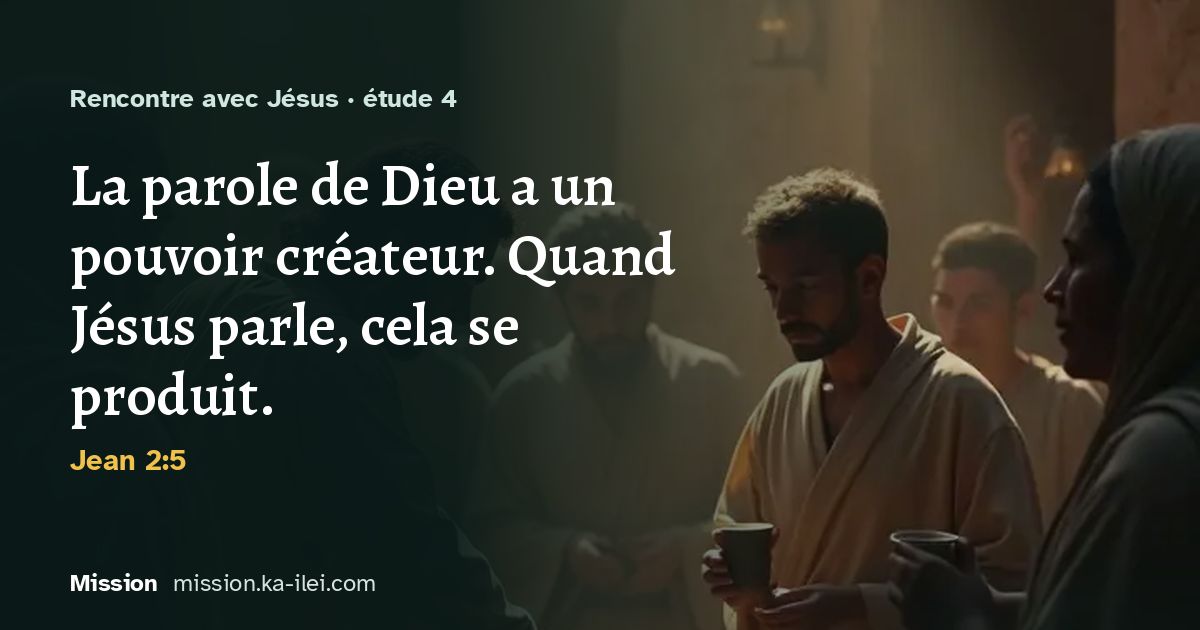 Rencontre avec Jésus · étude 4
La parole de Dieu a un
pouvoir créateur. Quand
Jésus parle, cela se
produit.
Jean 2:5
Mission mission.ka-ilei.com